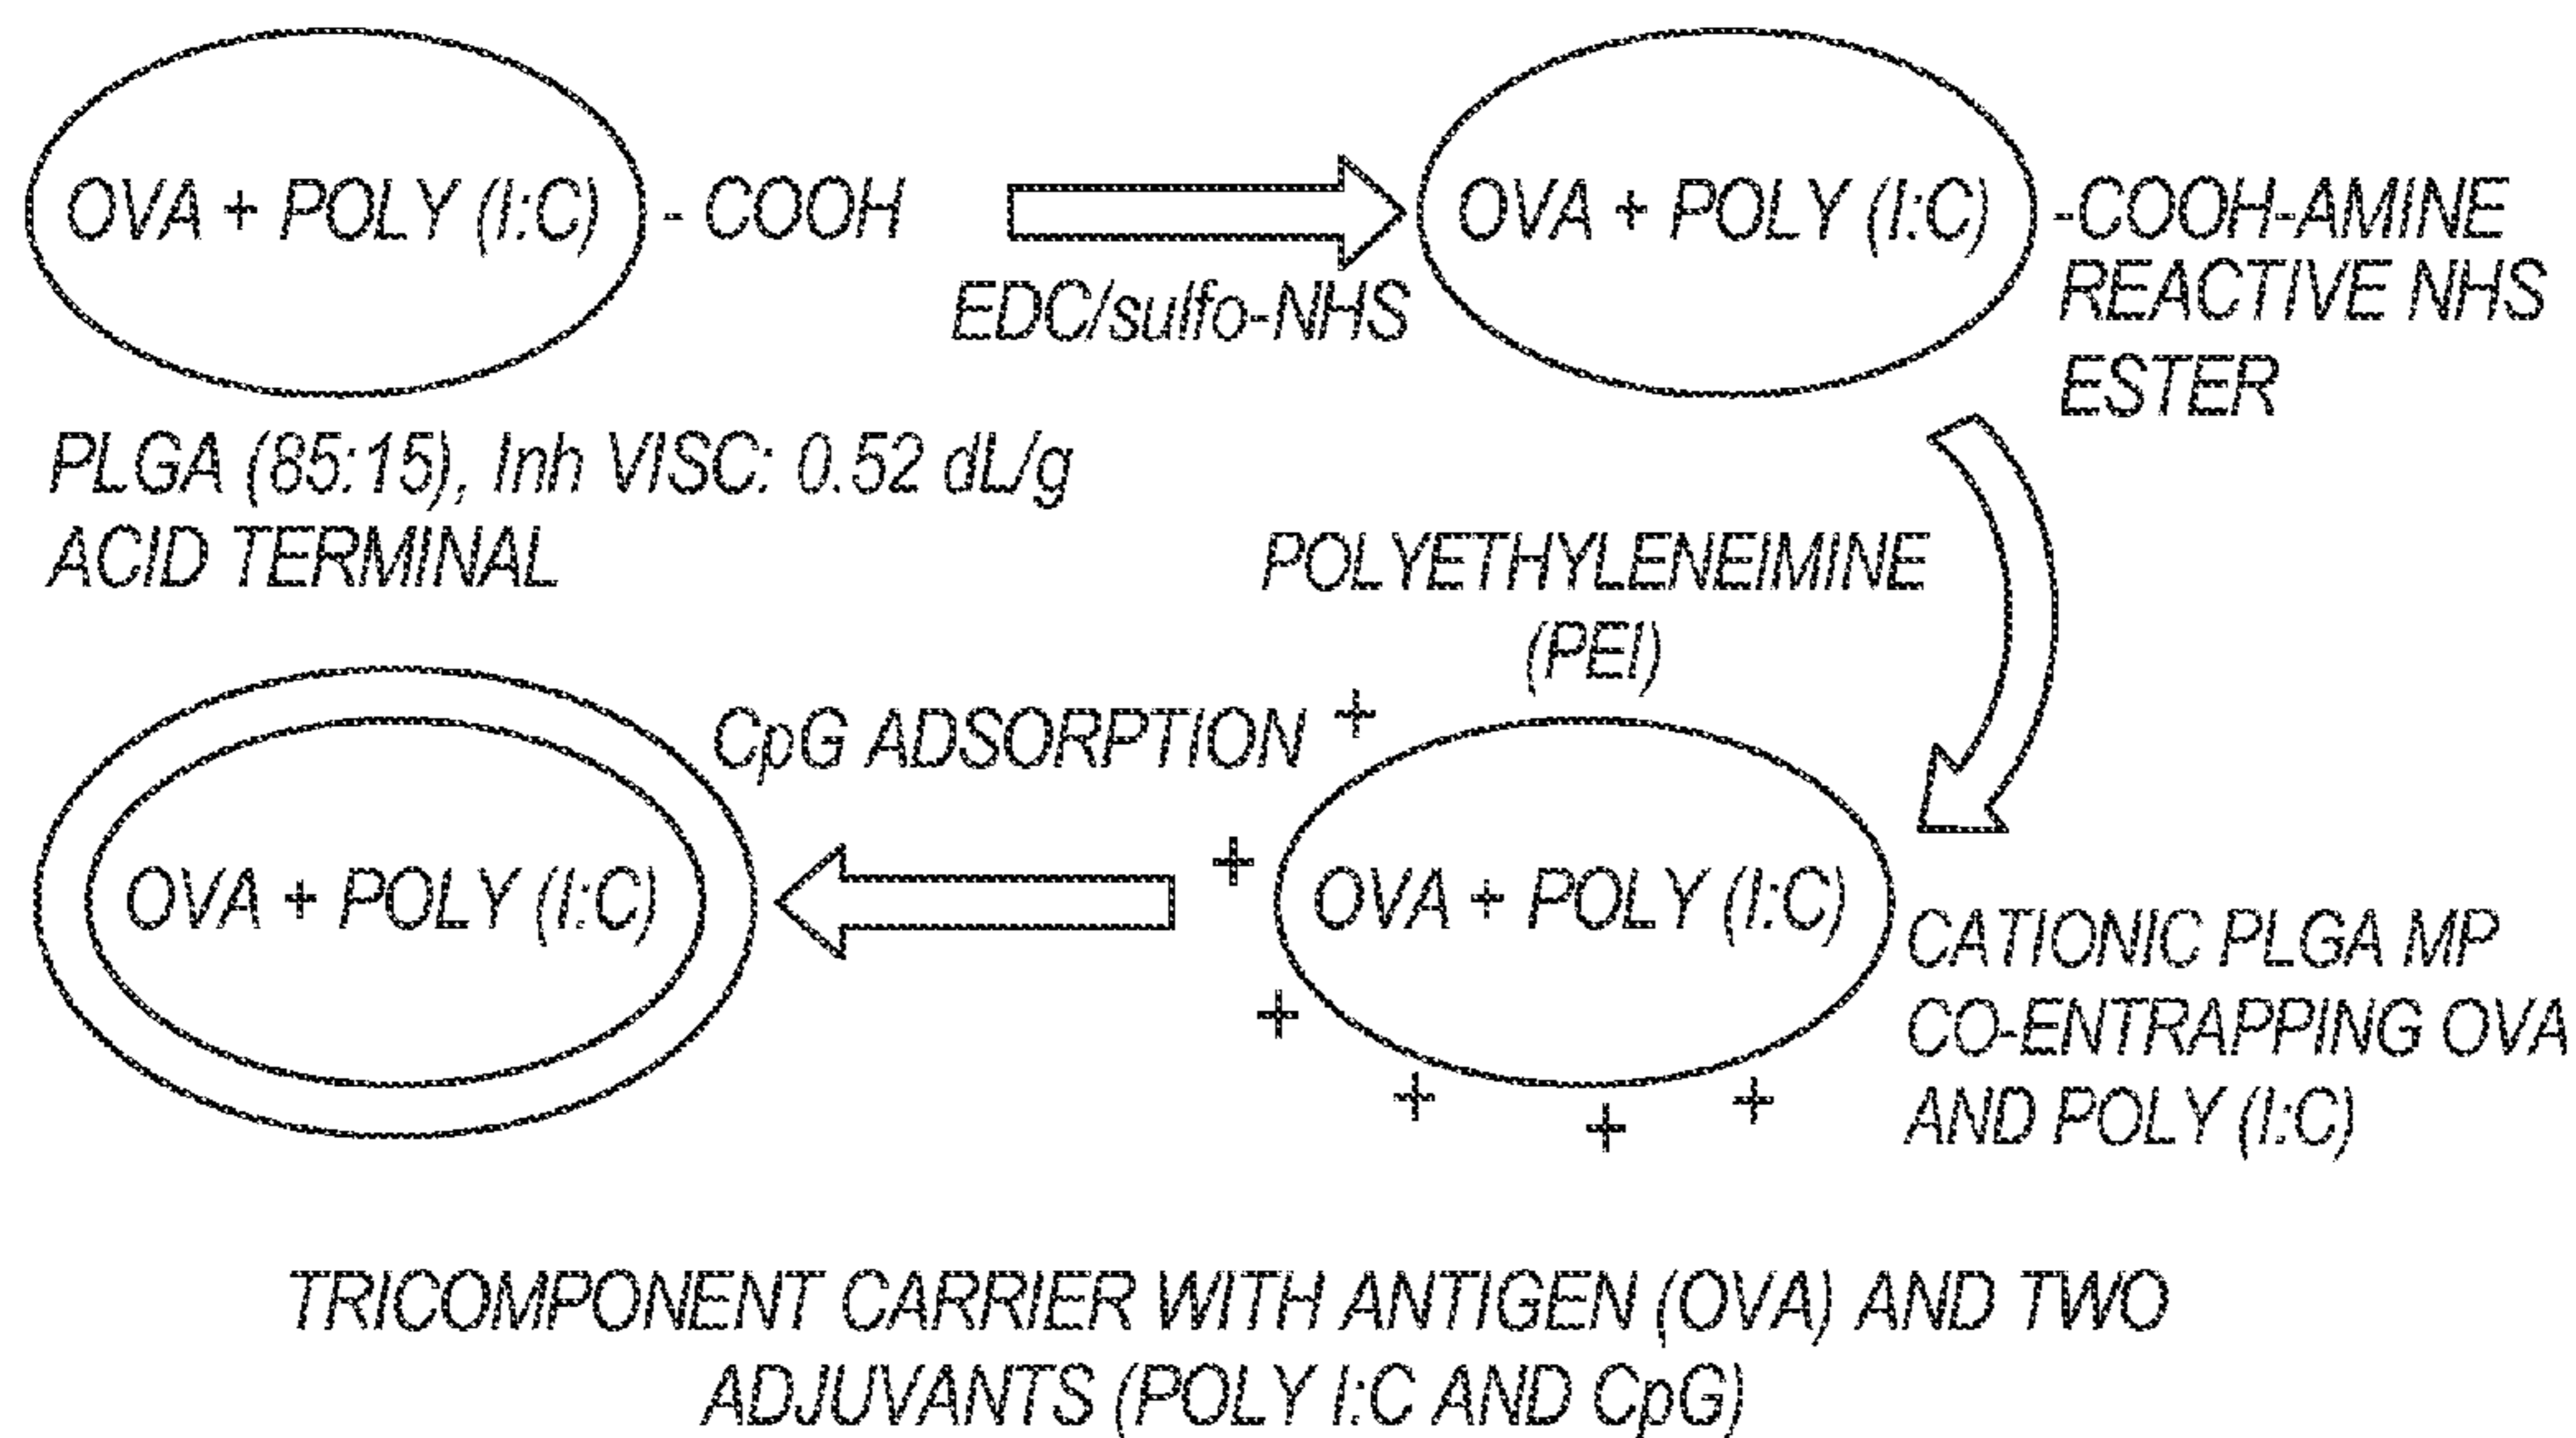 OVA + POLY (I:C)
- COOH
EDC/sulfo-NHS
OVA + POLY (I:C)
-COOH-AMINE
REACTIVE NHS
ESTER
PLGA (85:15), Inh VISC: 0.52 dL/g
ACID TERMINAL
POLYETHYLENEIMINE
(PEI)
+
+
+
+
+
+
OVA + POLY (I:C)
CATIONIC PLGA MP
CO-ENTRAPPING OVA
AND POLY (I:C)
CpG ADSORPTION
OVA + POLY (I:C)
TRICOMPONENT CARRIER WITH ANTIGEN (OVA) AND TWO
ADJUVANTS (POLY I:C AND CpG)